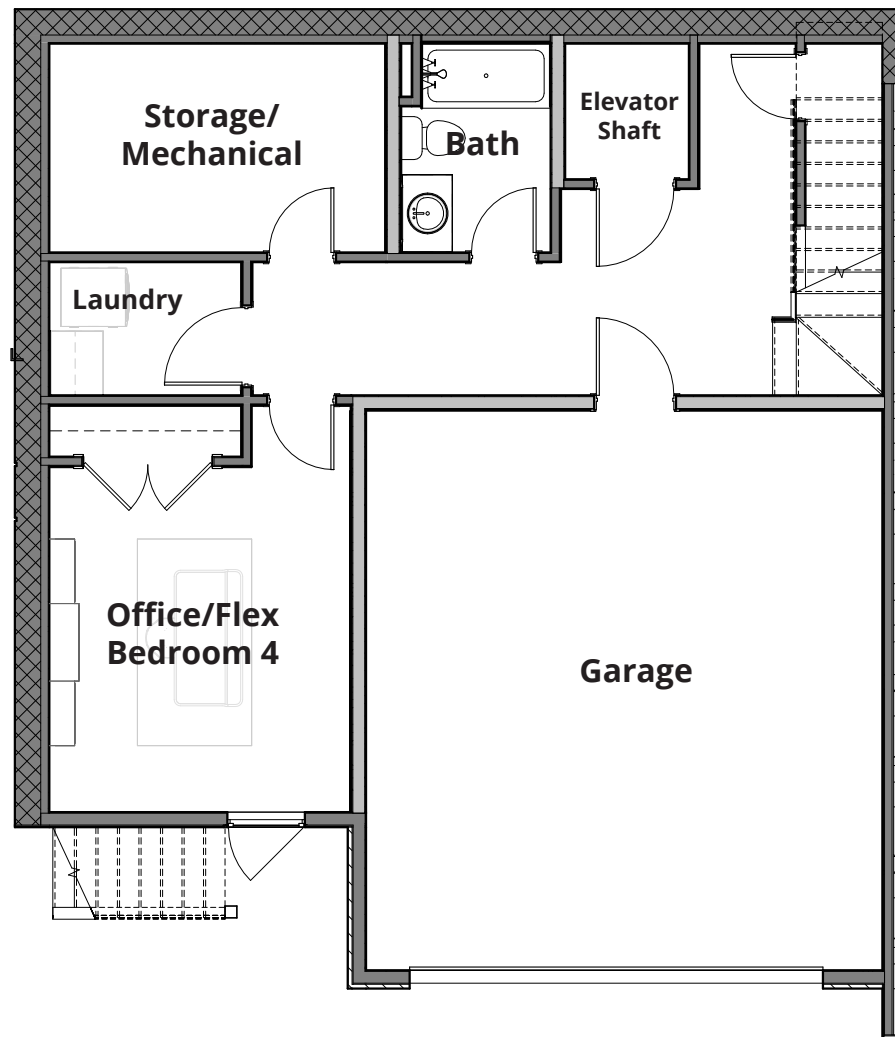 Storage/
Mechanical
Bath
Elevator
Shaft
Laundry
Office/Flex
Bedroom 4
Garage